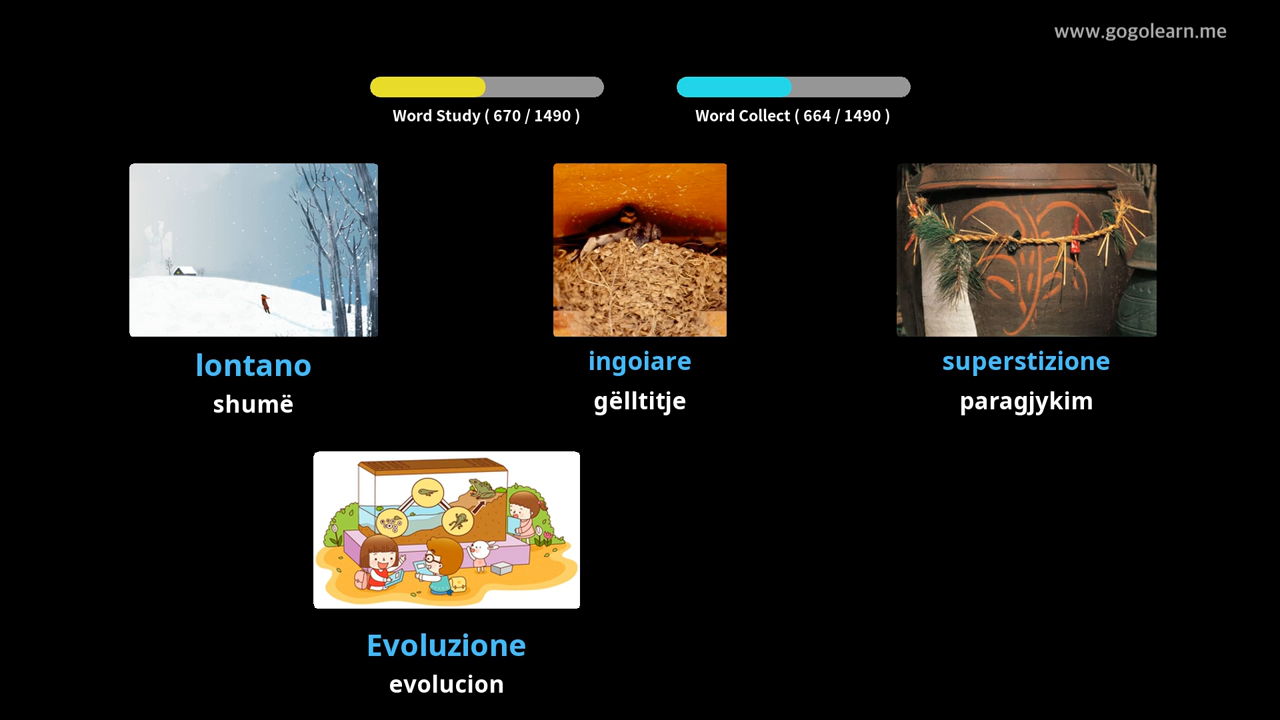 www.gogolearn.me
Word Study ( 670 / 1490 )
Word Collect ( 664 / 1490 )
lontano
shumë
ingoiare
gëlltitje
superstizione
paragjykim
Evoluzione
evolucion